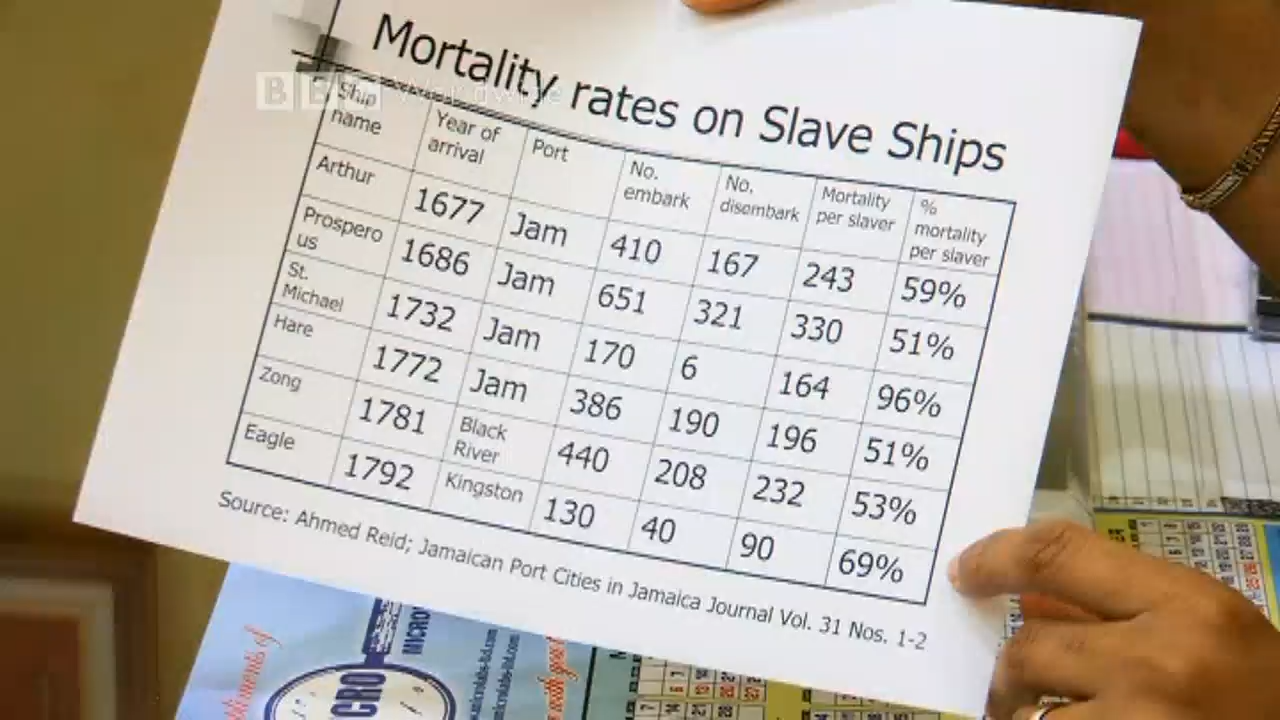 BBC Worldwide
Mortality rates on Slave Ships
Ship name | Year of arrival | Port | No. embark | No. disembark | Mortality per slaver | % mortality per slaver
Arthur | 1677 | Jam | 410 | 167 | 243 | 59%
Prospero us | 1686 | Jam | 651 | 321 | 330 | 51%
St. Michael | 1732 | Jam | 170 | 6 | 164 | 96%
Hare | 1772 | Jam | 386 | 190 | 196 | 51%
Zong | 1781 | Black River | 440 | 208 | 232 | 53%
Eagle | 1792 | Kingston | 130 | 40 | 90 | 69%
Source: Ahmed Reid; Jamaican Port Cities in Jamaica Journal Vol. 31 Nos. 1-2